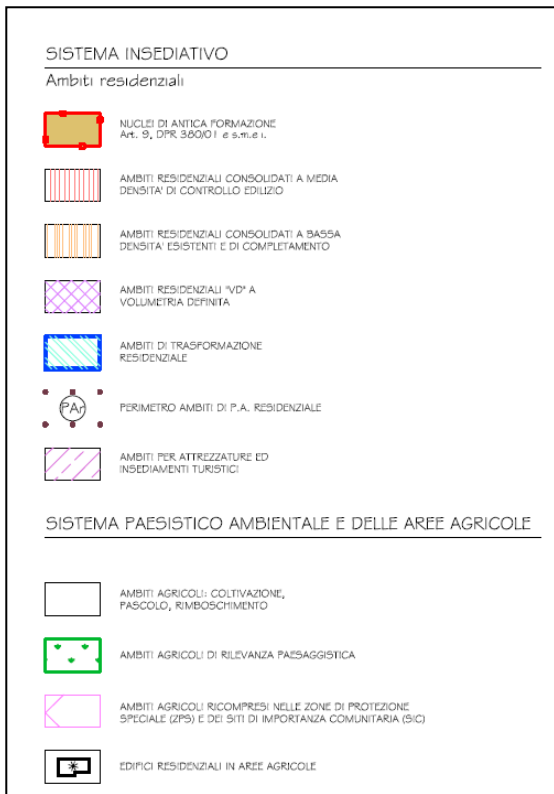 SISTEMA INSEDIATIVO
Ambiti residenziali
NUCLEI DI ANTICA FORMAZIONE
Art. 9, DPR 380/01 e s.m.e i.
AMBITI RESIDENZIALI CONSOLIDATI A MEDIA
DENSITA' DI CONTROLLO EDILIZIO
AMBITI RESIDENZIALI CONSOLIDATI A BASSA
DENSITA' ESISTENTI E DI COMPLETAMENTO
AMBITI RESIDENZIALI "VD" A
VOLUMETRIA DEFINITA
AMBITI DI TRASFORMAZIONE
RESIDENZIALE
PAr
PERIMETRO AMBITI DI P.A. RESIDENZIALE
AMBITI PER ATTREZZATURE ED
INSEDIAMENTI TURISTICI
SISTEMA PAESISTICO AMBIENTALE E DELLE AREE AGRICOLE
AMBITI AGRICOLI: COLTIVAZIONE,
PASCOLO, RIMBOSCHIMENTO
AMBITI AGRICOLI DI RILEVANZA PAESAGGISTICA
AMBITI AGRICOLI RICOMPRESI NELLE ZONE DI PROTEZIONE
SPECIALE (ZPS) E DEI SITI DI IMPORTANZA COMUNITARIA (SIC)
EDIFICI RESIDENZIALI IN AREE AGRICOLE